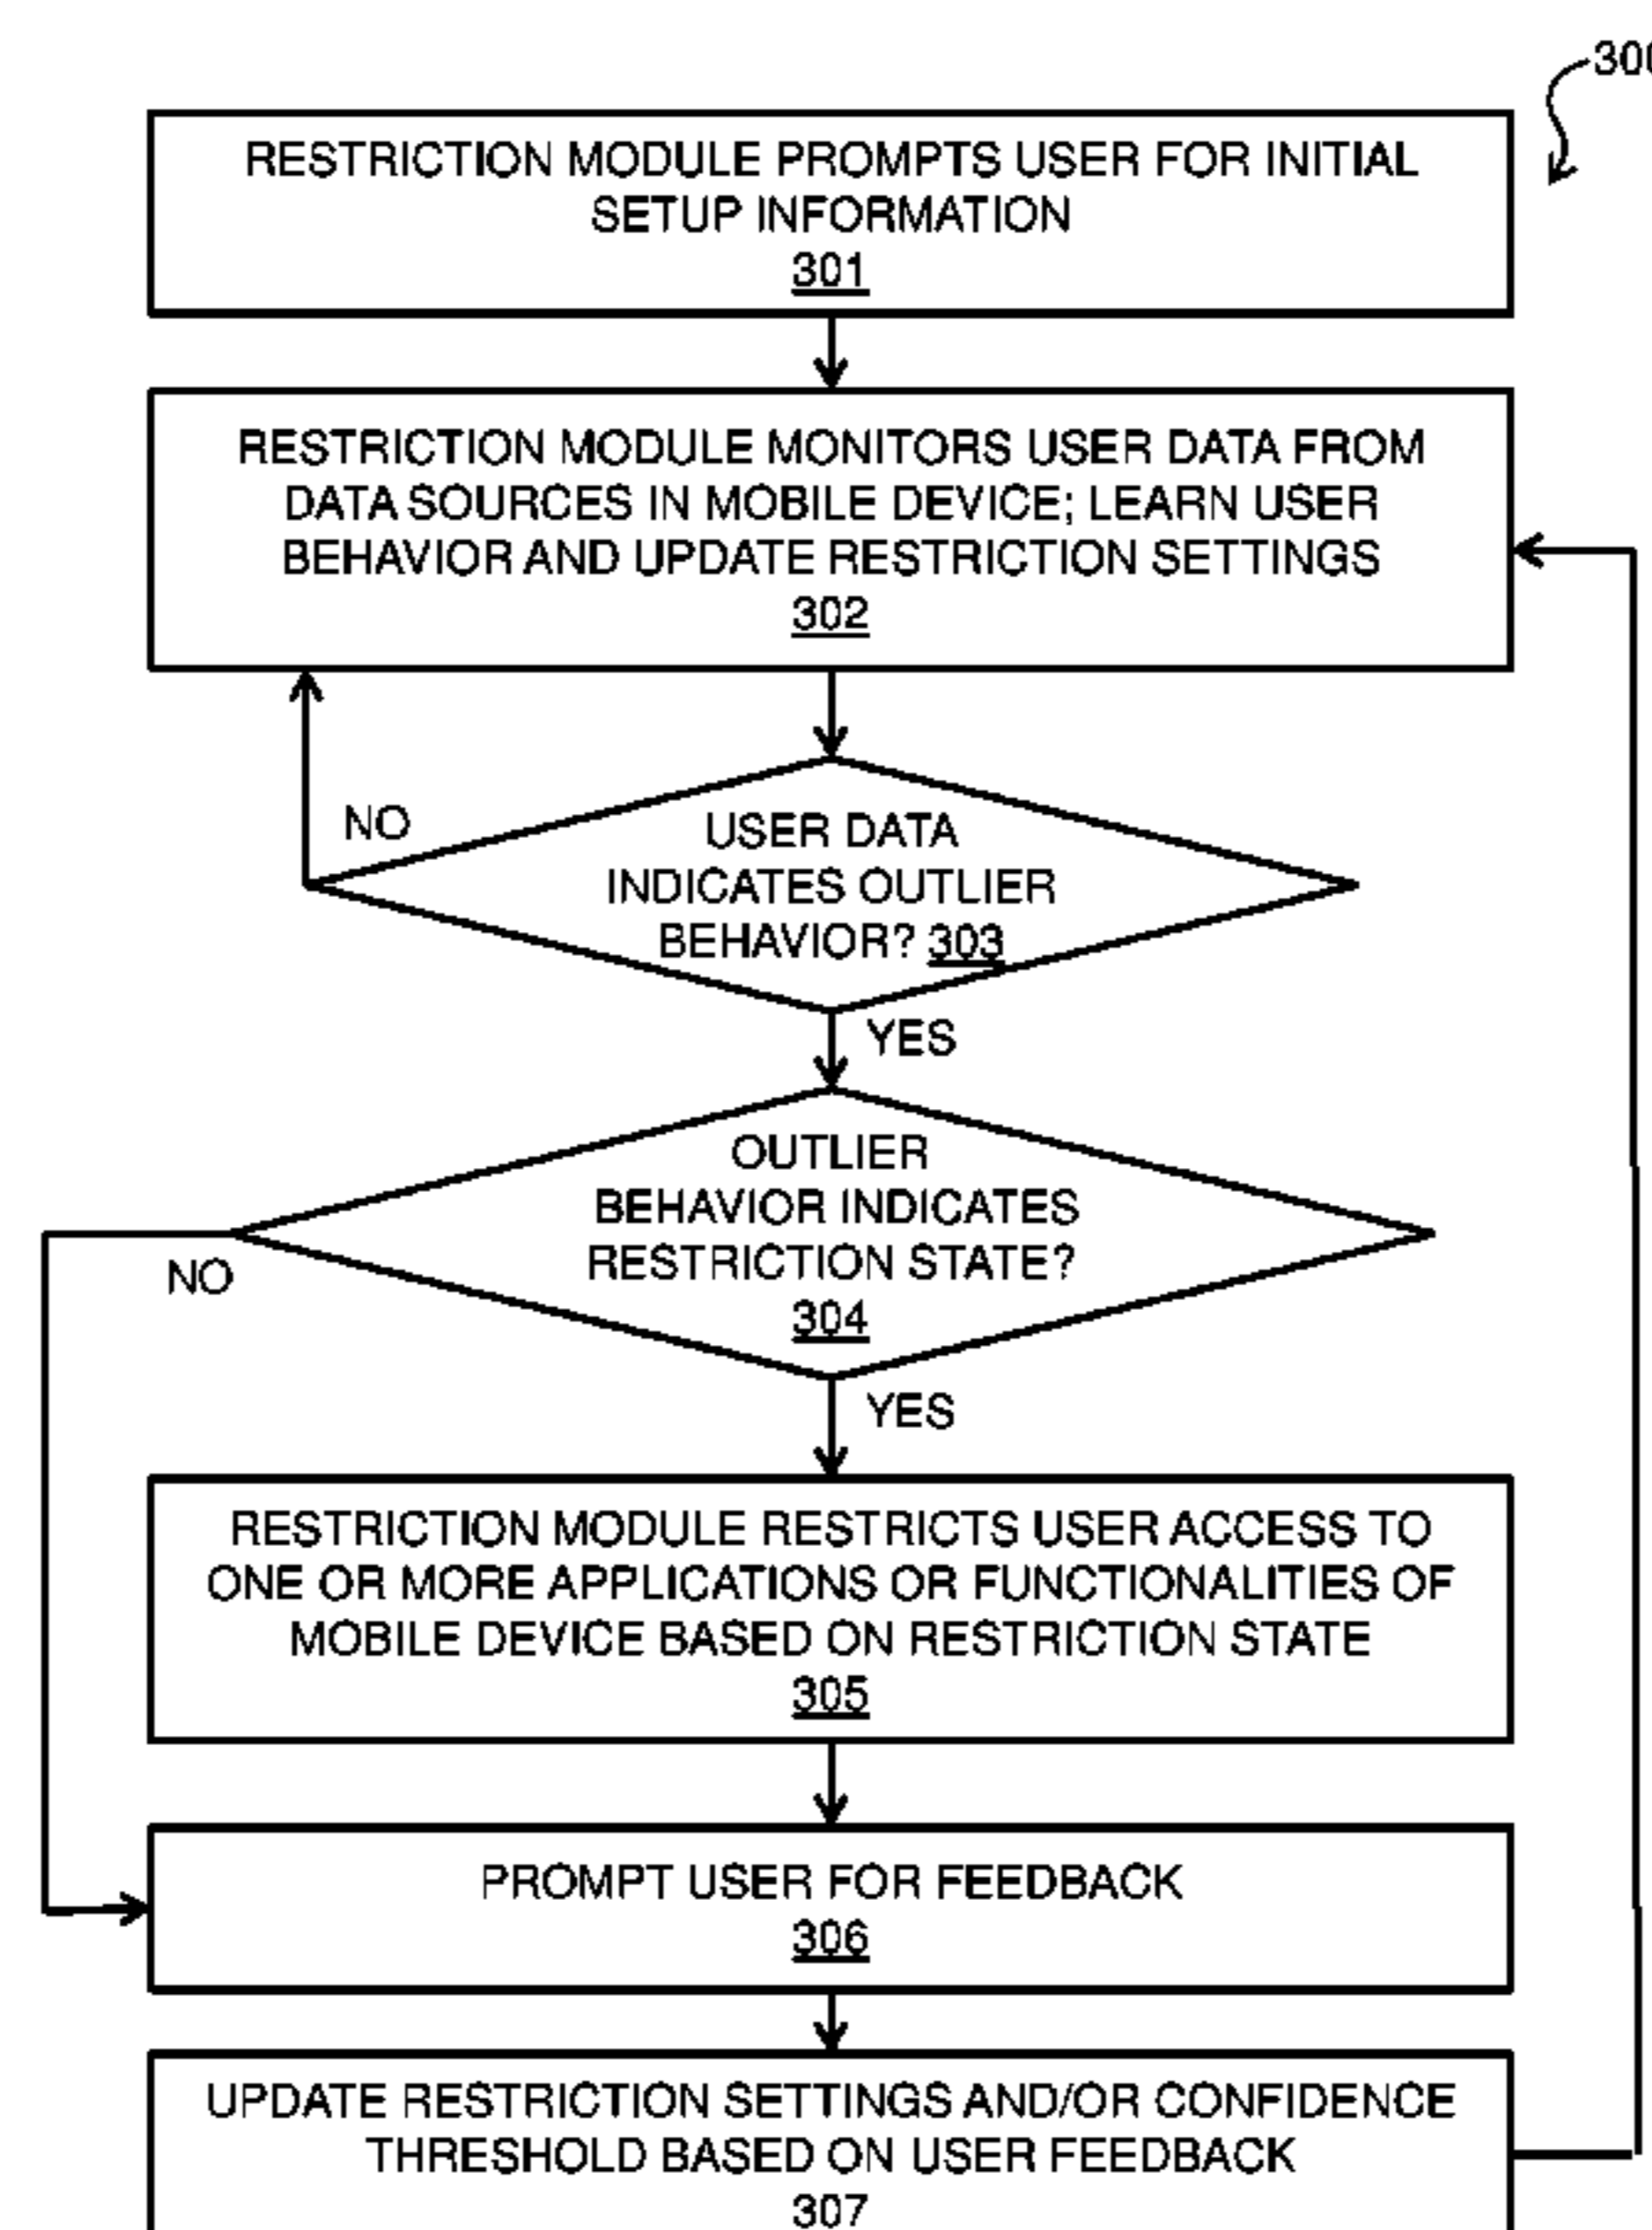 300
RESTRICTION MODULE PROMPTS USER FOR INITIAL
SETUP INFORMATION
301
RESTRICTION MODULE MONITORS USER DATA FROM
DATA SOURCES IN MOBILE DEVICE; LEARN USER
BEHAVIOR AND UPDATE RESTRICTION SETTINGS
302
NO
USER DATA
INDICATES OUTLIER
BEHAVIOR? 303
YES
OUTLIER
BEHAVIOR INDICATES
RESTRICTION STATE?
304
NO
YES
RESTRICTION MODULE RESTRICTS USER ACCESS TO
ONE OR MORE APPLICATIONS OR FUNCTIONALITIES OF
MOBILE DEVICE BASED ON RESTRICTION STATE
305
PROMPT USER FOR FEEDBACK
306
UPDATE RESTRICTION SETTINGS AND/OR CONFIDENCE
THRESHOLD BASED ON USER FEEDBACK
307